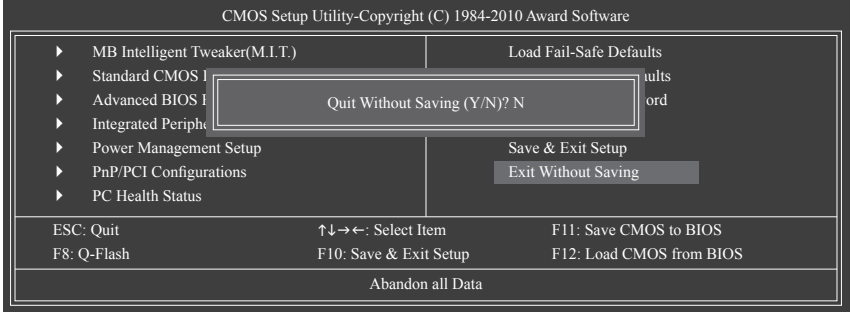 CMOS Setup Utility-Copyright (C) 1984-2010 Award Software
MB Intelligent Tweaker(M.I.T.)
Load Fail-Safe Defaults
Standard CMOS
Advanced BIOS
Quit Without Saving (Y/N)? N
Integrated
Power Management Setup
Save & Exit Setup
PnP/PCI Configurations
Exit Without Saving
PC Health Status
ESC: Quit
↑↓→←: Select Item
F11: Save CMOS to BIOS
F8: Q-Flash
F10: Save & Exit Setup
F12: Load CMOS from BIOS
Abandon all Data